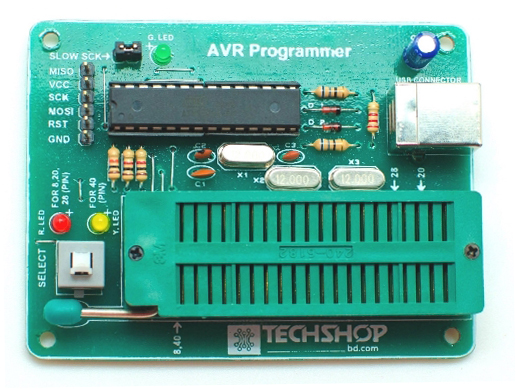 G. LED
SLOW SCK→
AVR Programmer
MISO
VCC
SCK
MOSI
RST
GND
USB CONNECTOR
C2
C3
C1
X1
X2
X3
12.000
12.000
28
20
R. LED
FOR 8,20,
28 (PIN)
FOR 40
(PIN)
Y. LED
SELECT
3M
8,40→
TECHSHOP
bd.com